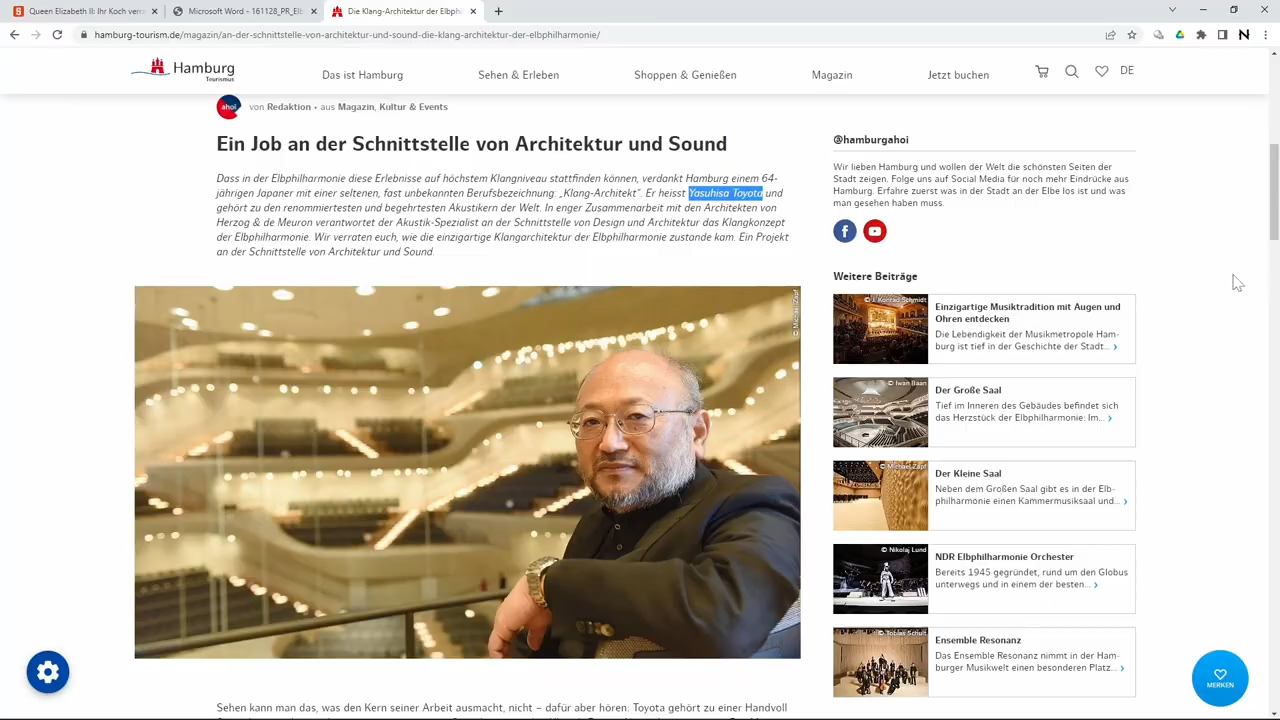 Queen Elizabeth II: Ihr Koch verra
Microsoft Word - 161128_PR_Elb
Die Klang-Architektur der Elbphi
hamburg-tourism.de/magazin/an-der-schnittstelle-von-architektur-und-sound-die-klang-architektur-der-elbphilharmonie/
Hamburg
Tourismus
Das ist Hamburg
Sehen & Erleben
Shoppen & Genießen
Magazin
Jetzt buchen
DE
ahoi
von Redaktion • aus Magazin, Kultur & Events
Ein Job an der Schnittstelle von Architektur und Sound
Dass in der Elbphilharmonie diese Erlebnisse auf höchstem Klangniveau stattfinden können, verdankt Hamburg einem 64-
jährigen Japaner mit einer seltenen, fast unbekannten Berufsbezeichnung: „Klang-Architekt“. Er heisst Yasuhisa Toyota und
gehört zu den renommiertesten und begehrtesten Akustikern der Welt. In enger Zusammenarbeit mit den Architekten von
Herzog & de Meuron verantwortet der Akustik-Spezialist an der Schnittstelle von Design und Architektur das Klangkonzept
der Elbphilharmonie. Wir verraten euch, wie die einzigartige Klangarchitektur der Elbphilharmonie zustande kam. Ein Projekt
an der Schnittstelle von Architektur und Sound.
© Michael Zapf
Sehen kann man das, was den Kern seiner Arbeit ausmacht, nicht – dafür aber hören: Toyota gehört zu einer Handvoll
@hamburgahoi
Wir lieben Hamburg und wollen der Welt die schönsten Seiten der
Stadt zeigen. Folge uns auf Social Media für noch mehr Eindrücke aus
Hamburg. Erfahre zuerst was in der Stadt an der Elbe los ist und was
man gesehen haben muss.
Weitere Beiträge
© J. Konrad Schmidt
Einzigartige Musiktradition mit Augen und
Ohren entdecken
Die Lebendigkeit der Musikmetropole Ham-
burg ist tief in der Geschichte der Stadt...
© Iwan Baan
Der Große Saal
Tief im Inneren des Gebäudes befindet sich
das Herzstück der Elbphilharmonie: Im...
© Michael Zapf
Der Kleine Saal
Neben dem Großen Saal gibt es in der Elb-
philharmonie einen Kammermusiksaal und...
© Nikolaj Lund
NDR Elbphilharmonie Orchester
Bereits 1945 gegründet, rund um den Globus
unterwegs und in einem der besten...
© Tobias Schult
Ensemble Resonanz
Das Ensemble Resonanz nimmt in der Ham-
burger Musikwelt einen besonderen Platz...
MERKEN